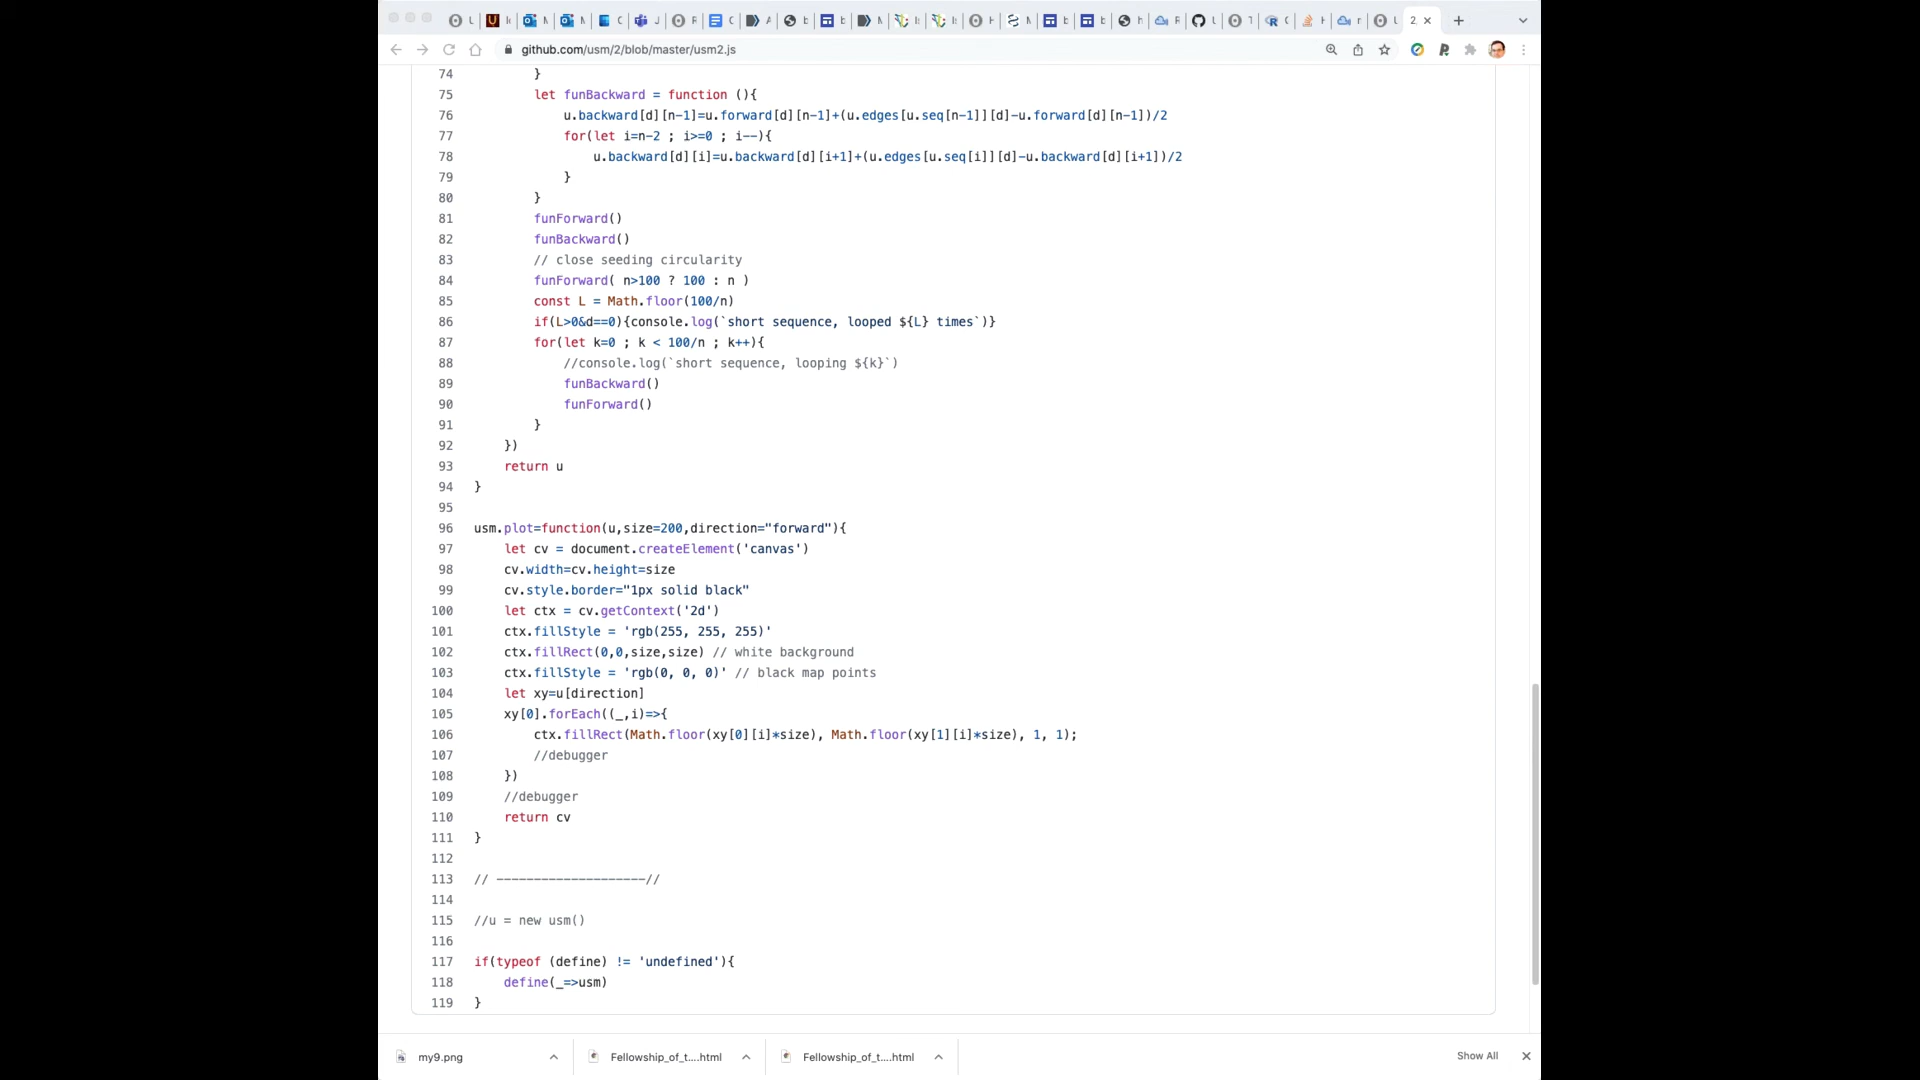 github.com/usm/2/blob/master/usm2.js
74 }
75 let funBackward = function (){
76 u.backward[d][n-1]=u.forward[d][n-1]+(u.edges[u.seq[n-1]][d]-u.forward[d][n-1])/2
77 for(let i=n-2 ; i>=0 ; i--){
78 u.backward[d][i]=u.backward[d][i+1]+(u.edges[u.seq[i]][d]-u.backward[d][i+1])/2
79 }
80 }
81 funForward()
82 funBackward()
83 // close seeding circularity
84 funForward( n>100 ? 100 : n )
85 const L = Math.floor(100/n)
86 if(L>0&d==0){console.log(`short sequence, looped ${L} times`)}
87 for(let k=0 ; k < 100/n ; k++){
88 //console.log(`short sequence, looping ${k}`)
89 funBackward()
90 funForward()
91 }
92 })
93 return u
94 }
95
96 usm.plot=function(u,size=200,direction="forward"){
97 let cv = document.createElement('canvas')
98 cv.width=cv.height=size
99 cv.style.border="1px solid black"
100 let ctx = cv.getContext('2d')
101 ctx.fillStyle = 'rgb(255, 255, 255)'
102 ctx.fillRect(0,0,size,size) // white background
103 ctx.fillStyle = 'rgb(0, 0, 0)' // black map points
104 let xy=u[direction]
105 xy[0].forEach((_,i)=>{
106 ctx.fillRect(Math.floor(xy[0][i]*size), Math.floor(xy[1][i]*size), 1, 1);
107 //debugger
108 })
109 //debugger
110 return cv
111 }
112
113 // --------------------//
114
115 //u = new usm()
116
117 if(typeof (define) != 'undefined'){
118 define(_=>usm)
119 }
my9.png
Fellowship_of_t....html
Fellowship_of_t....html
Show All